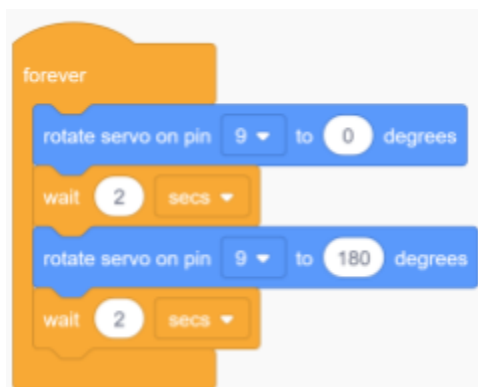 forever
rotate servo on pin 9 to 0 degrees
wait 2 secs
rotate servo on pin 9 to 180 degrees
wait 2 secs